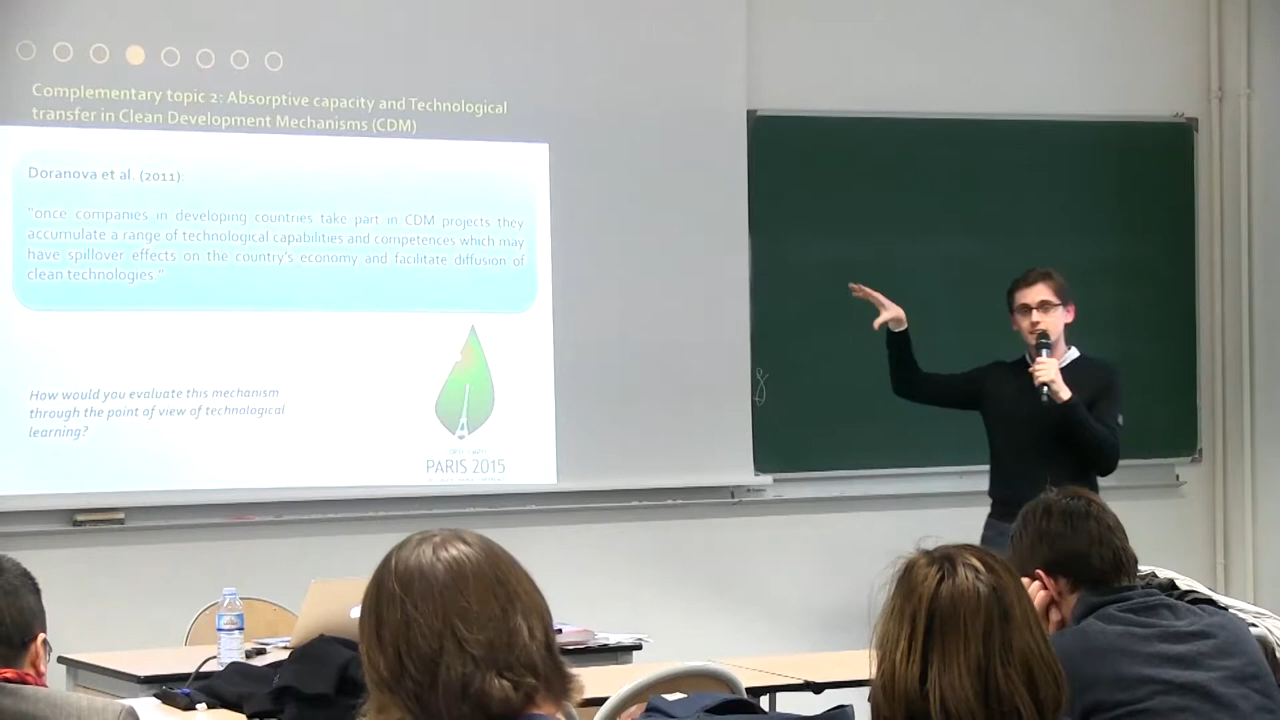 Complementary topic 2: Absorptive capacity and Technological
transfer in Clean Development Mechanisms (CDM)
Doranova et al. (2011):
"once companies in developing countries take part in CDM projects they
accumulate a range of technological capabilities and competences which may
have spillover effects on the country's economy and facilitate diffusion of
clean technologies."
How would you evaluate this mechanism
through the point of view of technological
learning?
PARIS 2015
8